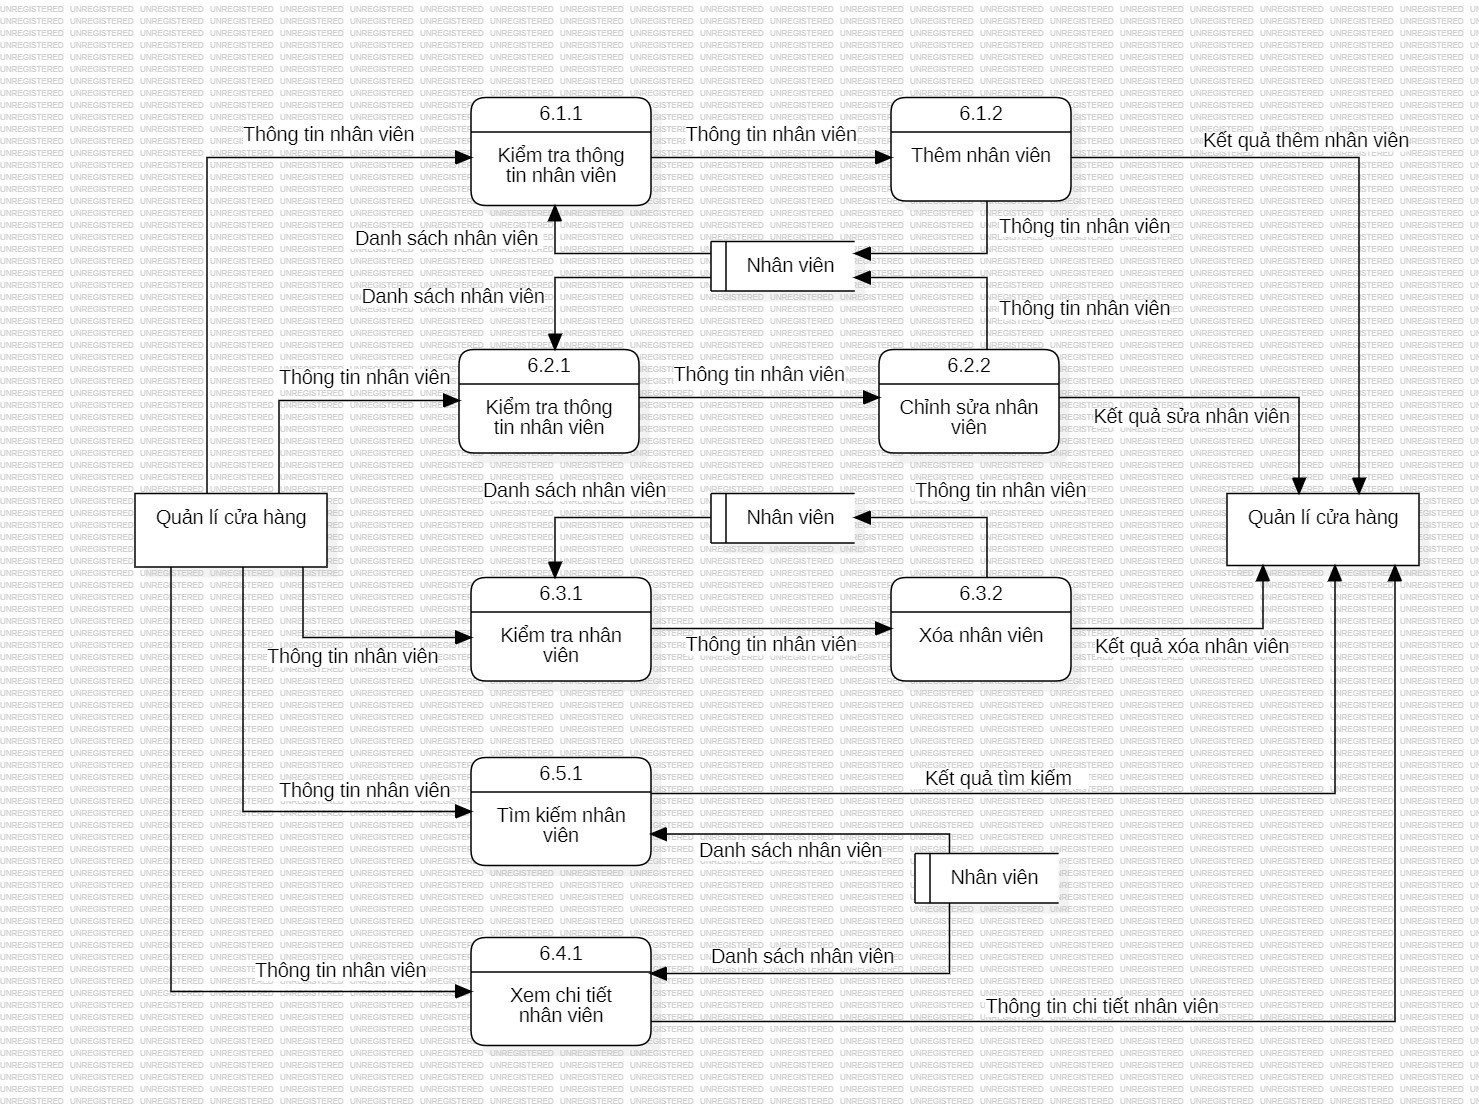 6.1.1
Kiểm tra thông
tin nhân viên
6.1.2
Thêm nhân viên
Thông tin nhân viên
Thông tin nhân viên
Kết quả thêm nhân viên
Danh sách nhân viên
Nhân viên
Thông tin nhân viên
Danh sách nhân viên
Thông tin nhân viên
6.2.1
Kiểm tra thông
tin nhân viên
6.2.2
Chỉnh sửa nhân
viên
Thông tin nhân viên
Thông tin nhân viên
Kết quả sửa nhân viên
Danh sách nhân viên
Nhân viên
Thông tin nhân viên
Quản lí cửa hàng
Quản lí cửa hàng
6.3.1
Kiểm tra nhân
viên
6.3.2
Xóa nhân viên
Thông tin nhân viên
Thông tin nhân viên
Kết quả xóa nhân viên
6.5.1
Tìm kiếm nhân
viên
Thông tin nhân viên
Kết quả tìm kiếm
Danh sách nhân viên
Nhân viên
6.4.1
Xem chi tiết
nhân viên
Thông tin nhân viên
Danh sách nhân viên
Thông tin chi tiết nhân viên
UNREGISTERED